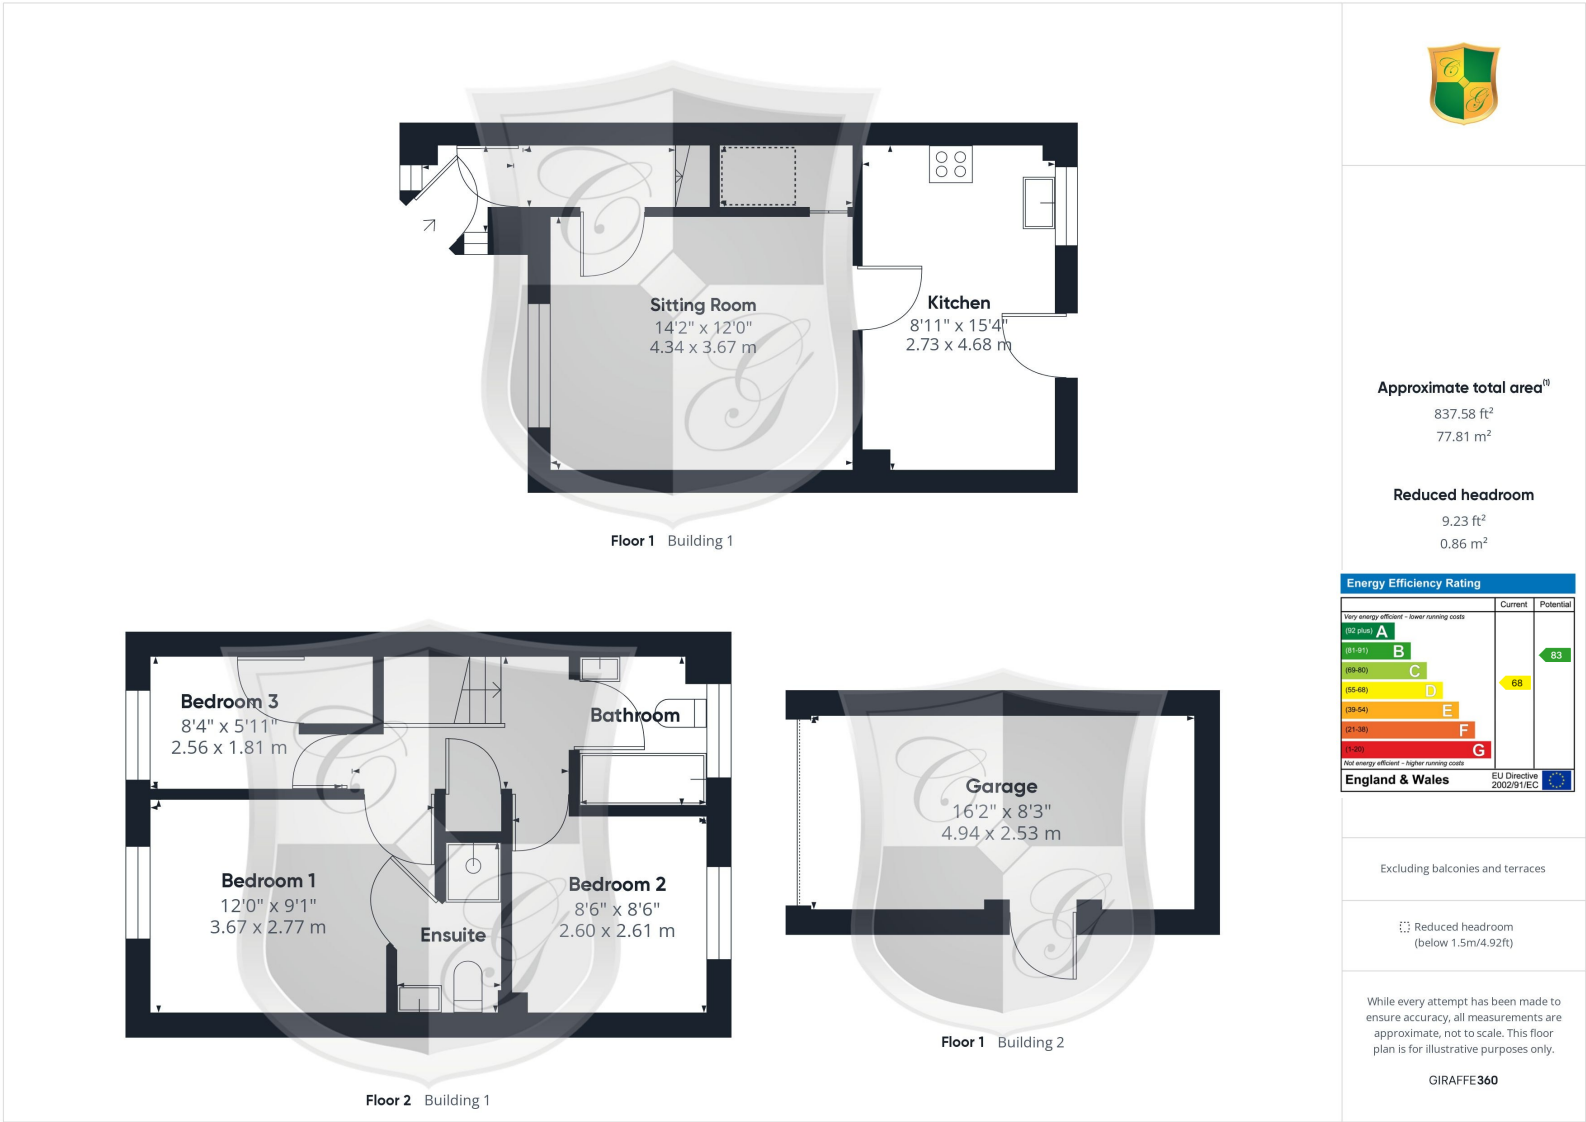 Sitting Room
14'2" x 12'0"
4.34 x 3.67 m
Kitchen
8'11" x 15'4"
2.73 x 4.68 m
Floor 1 Building 1
Bedroom 3
8'4" x 5'11"
2.56 x 1.81 m
Bathroom
Bedroom 1
12'0" x 9'1"
3.67 x 2.77 m
Ensuite
Bedroom 2
8'6" x 8'6"
2.60 x 2.61 m
Floor 2 Building 1
Garage
16'2" x 8'3"
4.94 x 2.53 m
Floor 1 Building 2
C
G
Approximate total area(1)
837.58 ft²
77.81 m²
Reduced headroom
9.23 ft²
0.86 m²
Energy Efficiency Rating
Current Potential
Very energy efficient – lower running costs
(92 plus) A
(81-91) B
(69-80) C
(55-68) D
(39-54) E
(21-38) F
(1-20) G
83
68
Not energy efficient – higher running costs
England & Wales
EU Directive
2002/91/EC
Excluding balconies and terraces
Reduced headroom
(below 1.5m/4.92ft)
While every attempt has been made to
ensure accuracy, all measurements are
approximate, not to scale. This floor
plan is for illustrative purposes only.
GIRAFFE360